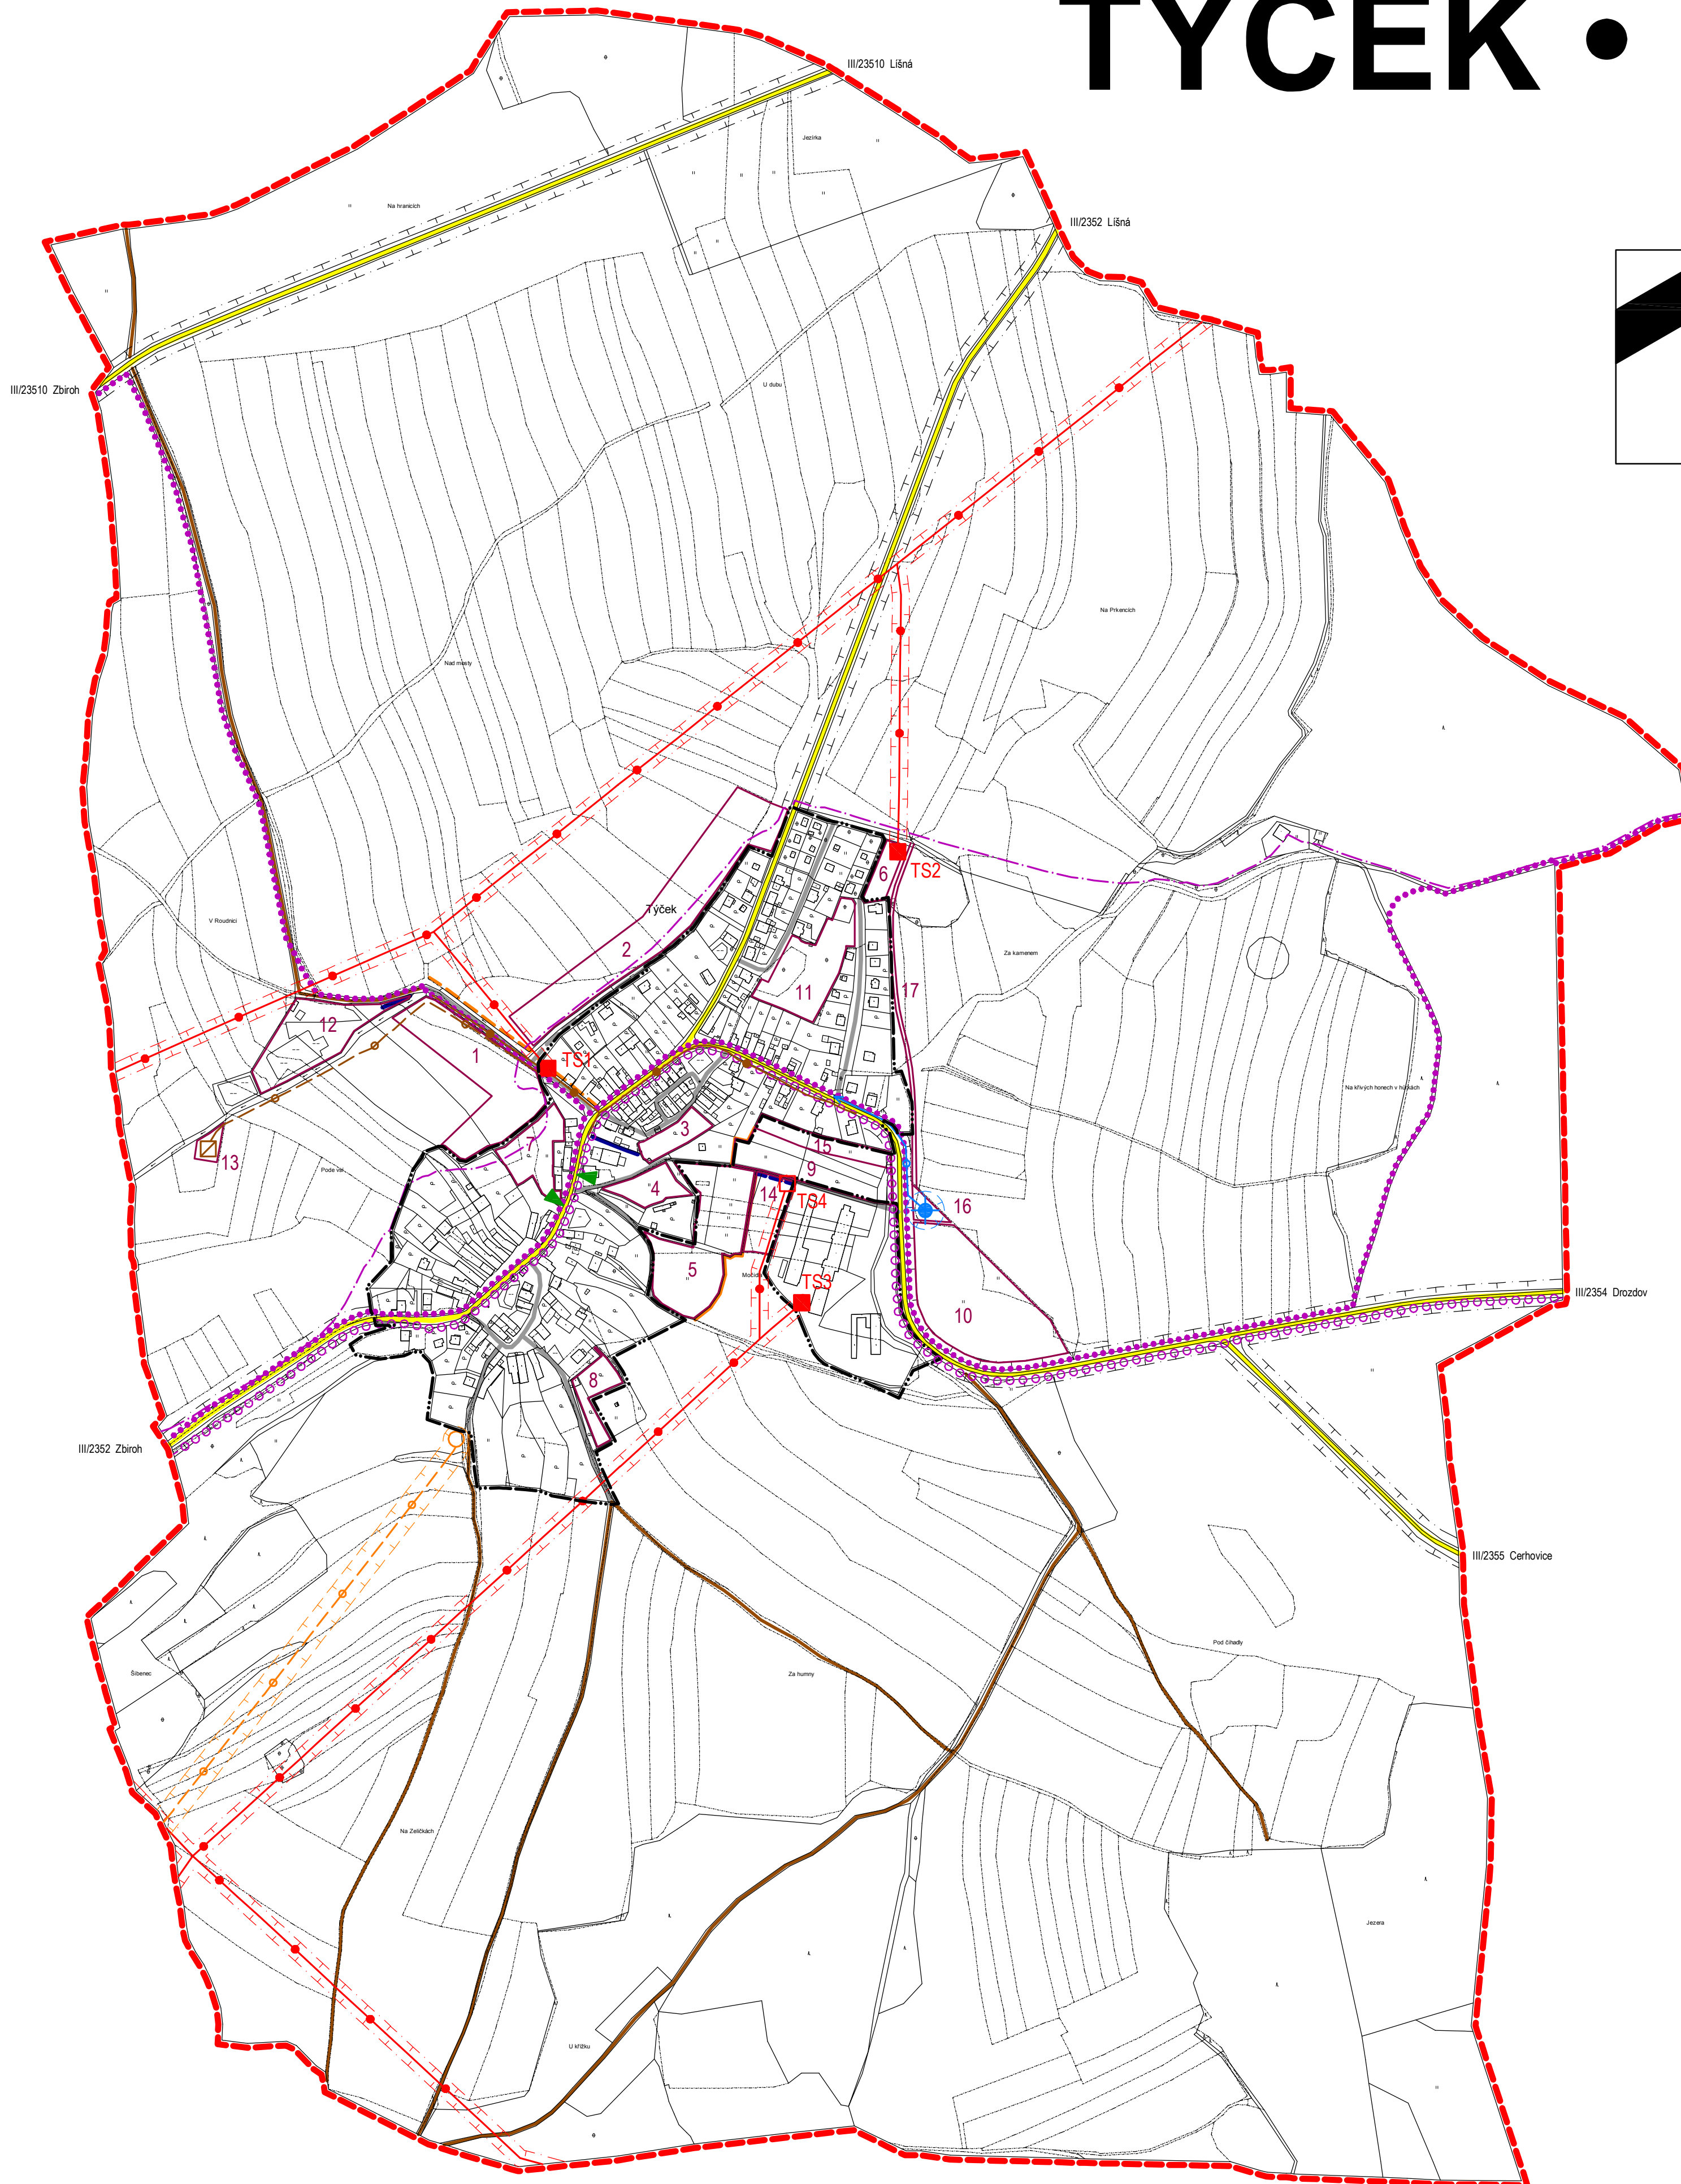 TÝČEK •
III/23510 Líšná
Jezírka
Na hranicích
III/2352 Líšná
III/23510 Zbiroh
U dubu
Na Prkencích
Nad mosty
TS2
6
Týček
V Roudnici
2
Za kamenem
11
17
12
1
TS1
Na křivých honech v hůrkách
3
7
15
13
Pode vsí
9
4
14
TS4
16
5
Močidla
TS3
III/2354 Drozdov
10
8
III/2352 Zbiroh
III/2355 Cerhovice
Pod čihadly
Šibenec
Za humny
Na Zelíčkách
Jezera
U křížku